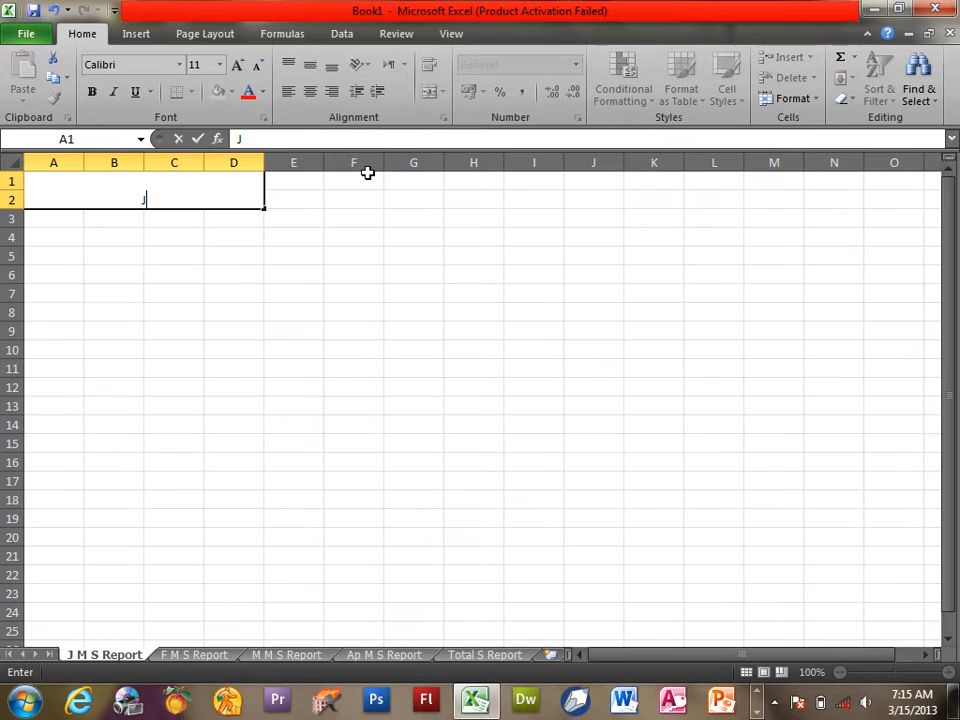 Book1 - Microsoft Excel (Product Activation Failed)
File Home Insert Page Layout Formulas Data Review View
Paste
Calibri 11
B I U A
General
% ,
Conditional Formatting
Format as Table
Cell Styles
Insert
Delete
Format
Σ
Sort & Filter
Find & Select
Clipboard Font Alignment Number Styles Cells Editing
A1 fx J
A B C D E F G H I J K L M N O
1
2 J
3
4
5
6
7
8
9
10
11
12
13
14
15
16
17
18
19
20
21
22
23
24
25
J M S Report F M S Report M M S Report Ap M S Report Total S Report
Enter 100%
Pr Ps Fl Dw W A P
7:15 AM
3/15/2013